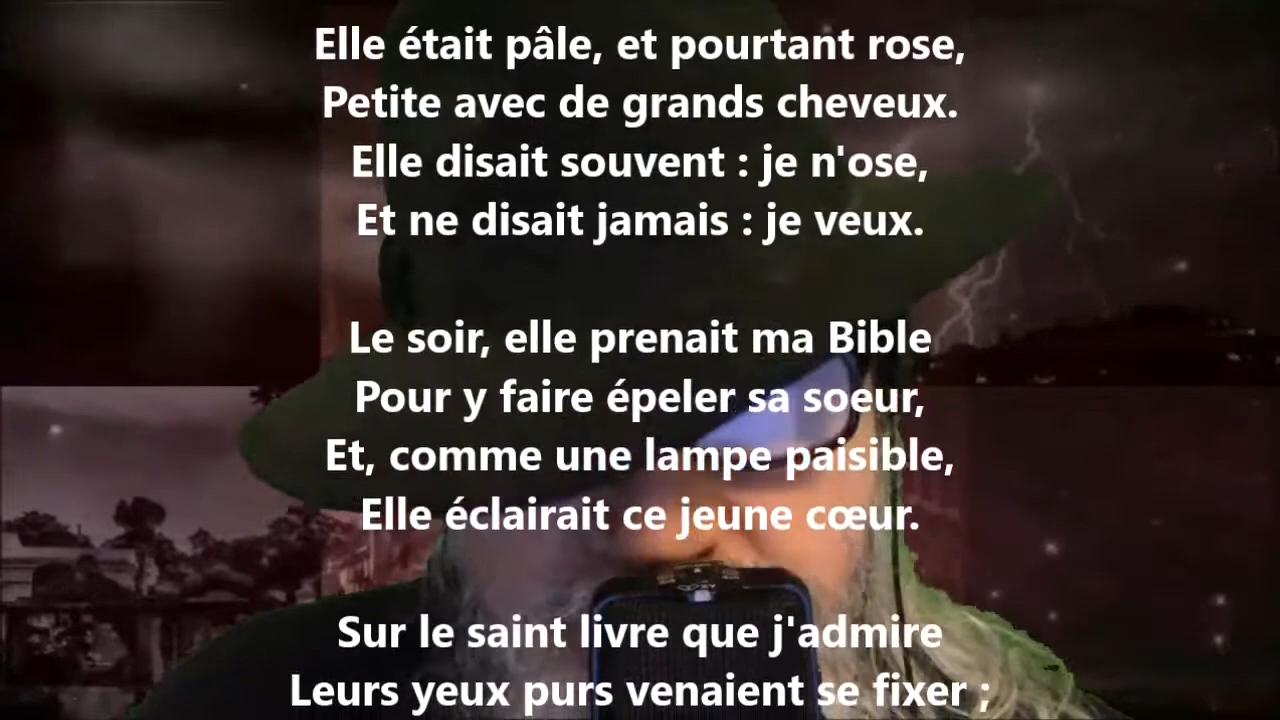 Elle était pâle, et pourtant rose,
Petite avec de grands cheveux.
Elle disait souvent : je n'ose,
Et ne disait jamais : je veux.
Le soir, elle prenait ma Bible
Pour y faire épeler sa soeur,
Et, comme une lampe paisible,
Elle éclairait ce jeune cœur.
Sur le saint livre que j'admire
Leurs yeux purs venaient se fixer ;